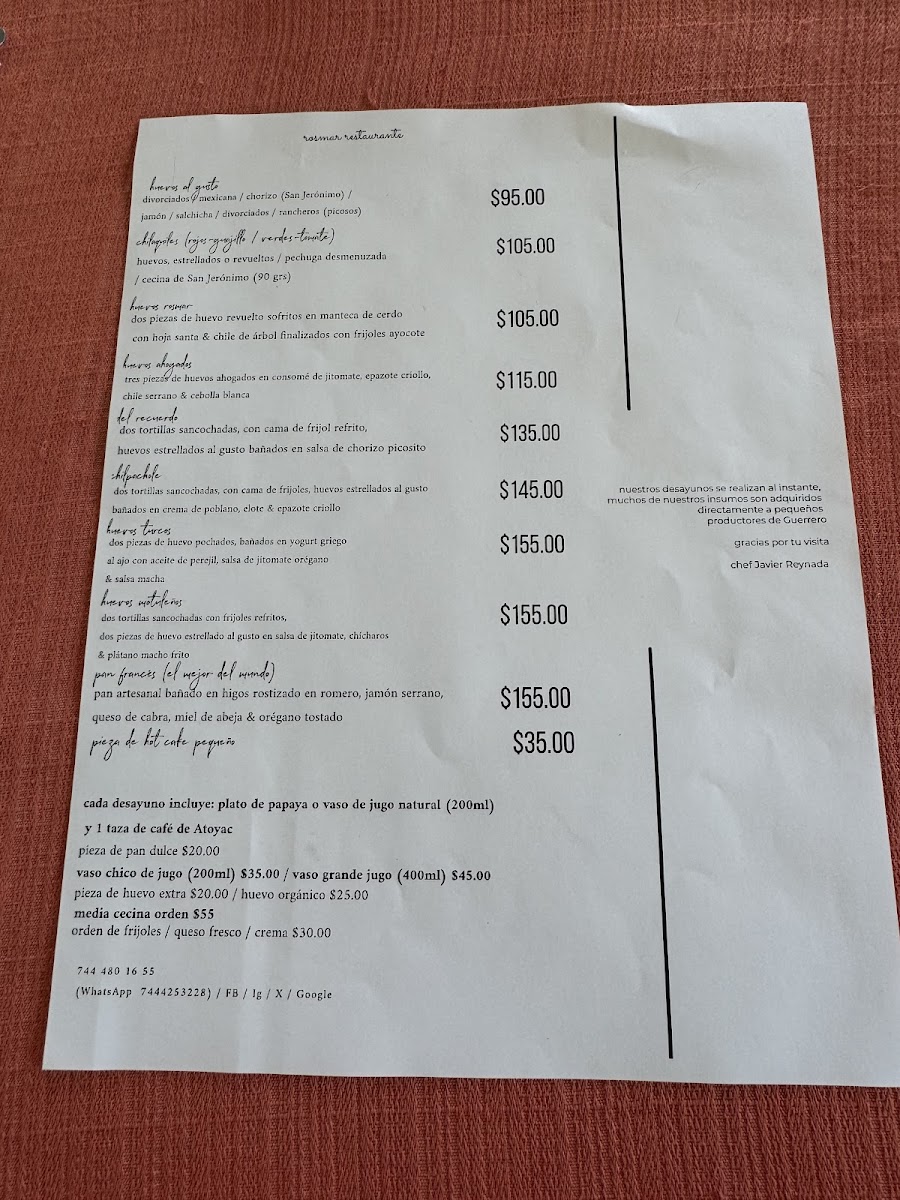 rosmar restaurante
huevos al gusto
divorciados / mexicana / chorizo (San Jerónimo) /
jamón / salchicha / divorciados / rancheros (picosos)
$95.00
chilaquiles (rojos-guajillo / verdes-tomate)
huevos, estrellados o revueltos / pechuga desmenuzada
/ cecina de San Jerónimo (90 grs)
$105.00
huevos rosmar
dos piezas de huevo revuelto sofritos en manteca de cerdo
con hoja santa & chile de árbol finalizados con frijoles ayocote
$105.00
huevos ahogados
tres piezas de huevos ahogados en consomé de jitomate, epazote criollo,
chile serrano & cebolla blanca
$115.00
del recuerdo
dos tortillas sancochadas, con cama de frijol refrito,
huevos estrellados al gusto bañados en salsa de chorizo picosito
$135.00
chilpachole
dos tortillas sancochadas, con cama de frijoles, huevos estrellados al gusto
bañados en crema de poblano, elote & epazote criollo
$145.00
huevos turcos
dos piezas de huevo pochados, bañados en yogurt griego
al ajo con aceite de perejil, salsa de jitomate orégano
& salsa macha
$155.00
huevos motuleños
dos tortillas sancochadas con frijoles refritos,
dos piezas de huevo estrellado al gusto en salsa de jitomate, chícharos
& plátano macho frito
$155.00
pan francés (el mejor del mundo)
pan artesanal bañado en higos rostizado en romero, jamón serrano,
queso de cabra, miel de abeja & orégano tostado
$155.00
pieza de hot cake pequeño
$35.00
cada desayuno incluye: plato de papaya o vaso de jugo natural (200ml)
y 1 taza de café de Atoyac
pieza de pan dulce $20.00
vaso chico de jugo (200ml) $35.00 / vaso grande jugo (400ml) $45.00
pieza de huevo extra $20.00 / huevo orgánico $25.00
media cecina orden $55
orden de frijoles / queso fresco / crema $30.00
744 480 16 55
(WhatsApp 7444253228) / FB / Ig / X / Google
nuestros desayunos se realizan al instante,
muchos de nuestros insumos son adquiridos
directamente a pequeños
productores de Guerrero
gracias por tu visita
chef Javier Reynada